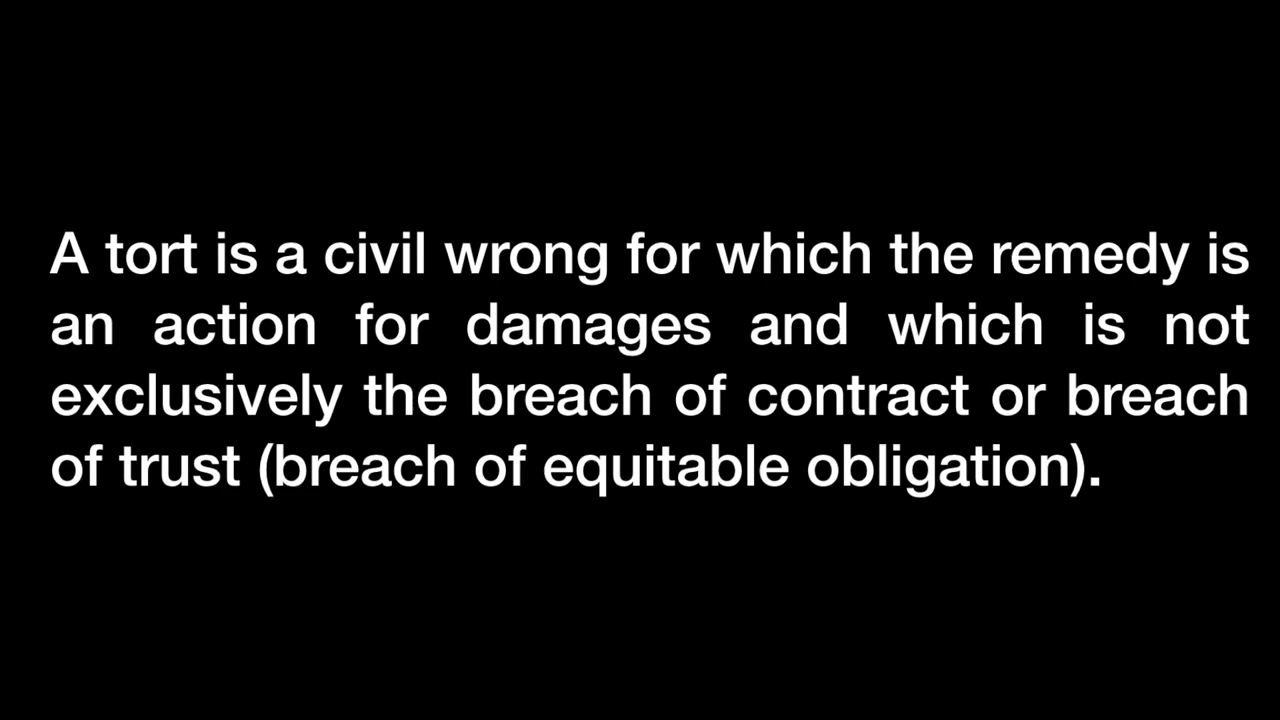 A tort is a civil wrong for which the remedy is
an action for damages and which is not
exclusively the breach of contract or breach
of trust (breach of equitable obligation).